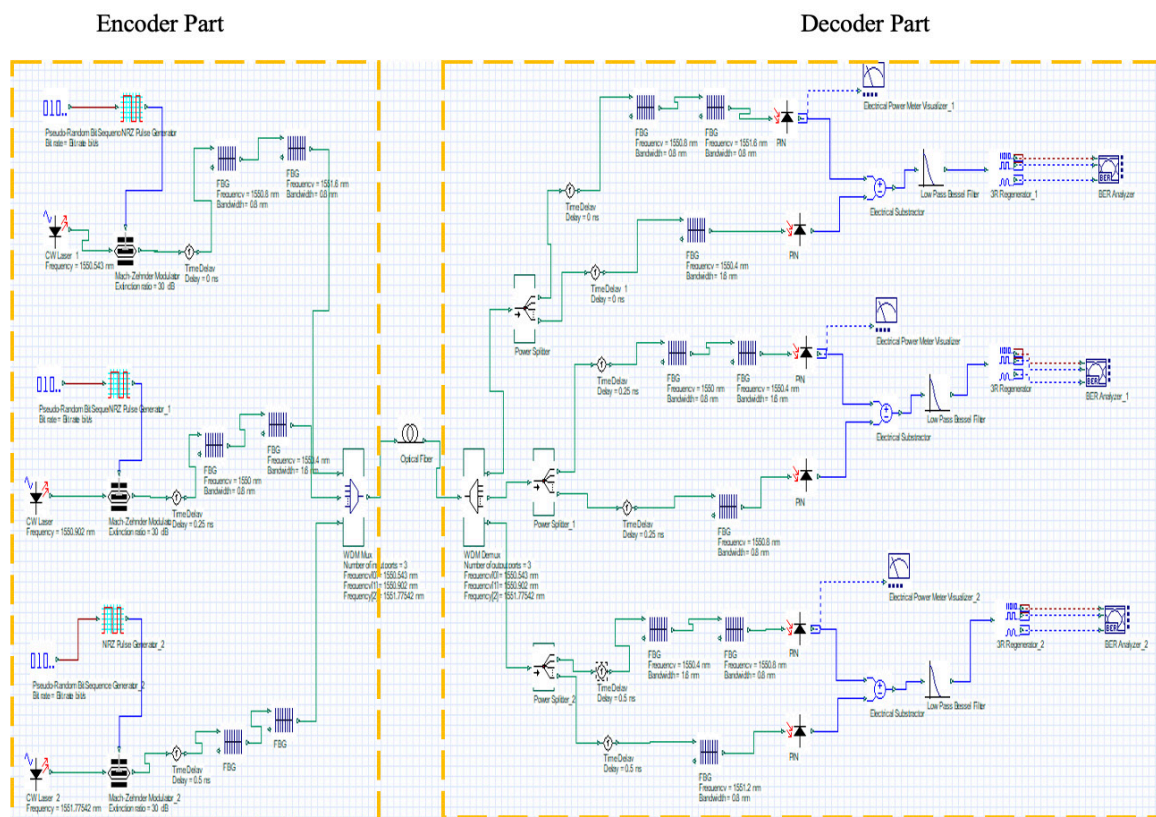 Encoder Part
Decoder Part
Pseudo-Random Bit Sequenc NRZ Pulse Generator
Bit rate = Bit rate bit/s
CW Laser_1
Frequency = 1550.543 nm
Mach-Zehnder Modulator
Extinction ratio = 30 dB
Time Delay
Delay = 0 ns
FBG
Frequency = 1550.8 nm
Bandwidth = 0.8 nm
FBG
Frequency = 1551.6 nm
Bandwidth = 0.8 nm
Pseudo-Random Bit Sequenc NRZ Pulse Generator_1
Bit rate = Bit rate bit/s
CW Laser
Frequency = 1550.902 nm
Mach-Zehnder Modulat
Extinction ratio = 30 dB
Time Delay
Delay = 0.25 ns
FBG
Frequency = 1550 nm
Bandwidth = 0.8 nm
FBG
Frequency = 1550.4 nm
Bandwidth = 1.6 nm
NRZ Pulse Generator_2
Pseudo-Random Bit Sequence Generator_2
Bit rate = Bit rate bit/s
CW Laser_2
Frequency = 1551.77542 nm
Mach-Zehnder Modulator_2
Extinction ratio = 30 dB
Time Delay
Delay = 0.5 ns
FBG
FBG
WDM Mux
Number of input ports = 3
Frequency[0] = 1550.543 nm
Frequency[1] = 1550.902 nm
Frequency[2] = 1551.77542 nm
Optical Fiber
WDM Demux
Number of output ports = 3
Frequency[0] = 1550.543 nm
Frequency[1] = 1550.902 nm
Frequency[2] = 1551.77542 nm
Power Splitter
Time Delay
Delay = 0 ns
FBG
Frequency = 1550.8 nm
Bandwidth = 0.8 nm
FBG
Frequency = 1551.6 nm
Bandwidth = 0.8 nm
PIN
Electrical Power Meter Visualizer_1
Time Delay_1
Delay = 0 ns
FBG
Frequency = 1550.4 nm
Bandwidth = 1.6 nm
PIN
Electrical Substractor
Low Pass Bessel Filter
3R Regenerator_1
BER
BER Analyzer
Power Splitter_1
Time Delay
Delay = 0.25 ns
FBG
Frequency = 1550 nm
Bandwidth = 0.8 nm
FBG
Frequency = 1550.4 nm
Bandwidth = 1.6 nm
PIN
Electrical Power Meter Visualizer
Time Delay
Delay = 0.25 ns
FBG
Frequency = 1550.8 nm
Bandwidth = 0.8 nm
PIN
Electrical Substractor
Low Pass Bessel Filter
3R Regenerator
BER
BER Analyzer_1
Power Splitter_2
Time Delay
Delay = 0.5 ns
FBG
Frequency = 1550.4 nm
Bandwidth = 1.6 nm
FBG
Frequency = 1550.8 nm
Bandwidth = 0.8 nm
PIN
Electrical Power Meter Visualizer_2
Time Delay
Delay = 0.5 ns
FBG
Frequency = 1551.2 nm
Bandwidth = 0.8 nm
PIN
Electrical Substractor
Low Pass Bessel Filter
3R Regenerator_2
BER
BER Analyzer_2